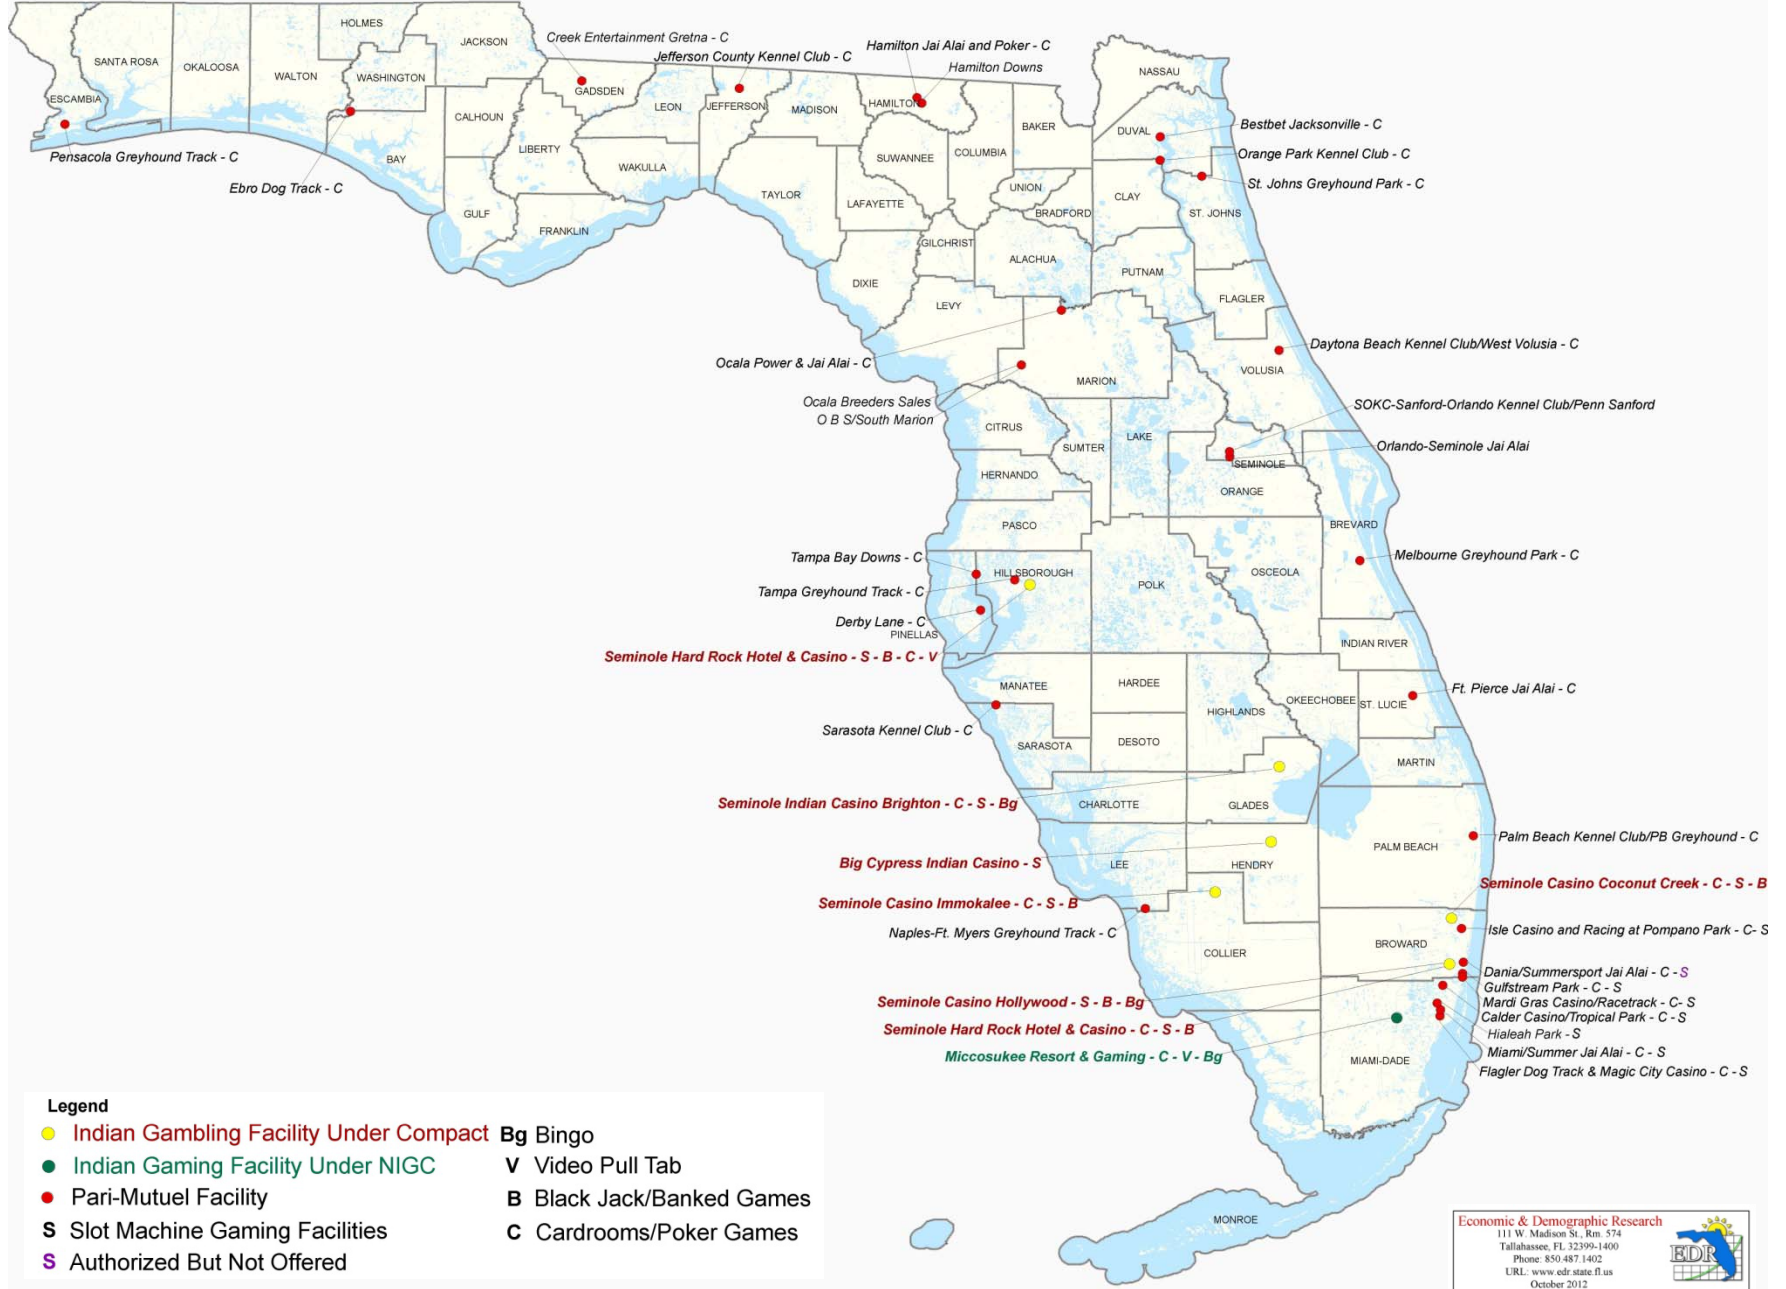 HOLMES
JACKSON
SANTA ROSA
OKALOOSA
WALTON
WASHINGTON
ESCAMBIA
Creek Entertainment Gretna - C
Jefferson County Kennel Club - C
Hamilton Jai Alai and Poker - C
Hamilton Downs
NASSAU
GADSDEN
LEON
JEFFERSON
MADISON
HAMILTON
BAKER
DUVAL
CALHOUN
Bestbet Jacksonville - C
Pensacola Greyhound Track - C
BAY
LIBERTY
WAKULLA
SUWANNEE
COLUMBIA
Orange Park Kennel Club - C
Ebro Dog Track - C
TAYLOR
LAFAYETTE
UNION
BRADFORD
CLAY
St. Johns Greyhound Park - C
GULF
FRANKLIN
ST. JOHNS
GILCHRIST
ALACHUA
PUTNAM
DIXIE
LEVY
FLAGLER
Ocala Power & Jai Alai - C
Daytona Beach Kennel Club/West Volusia - C
MARION
VOLUSIA
Ocala Breeders Sales
O B S/South Marion
SOKC-Sanford-Orlando Kennel Club/Penn Sanford
CITRUS
SUMTER
LAKE
Orlando-Seminole Jai Alai
SEMINOLE
HERNANDO
ORANGE
PASCO
BREVARD
Tampa Bay Downs - C
HILLSBOROUGH
OSCEOLA
Melbourne Greyhound Park - C
Tampa Greyhound Track - C
POLK
Derby Lane - C
PINELLAS
INDIAN RIVER
Seminole Hard Rock Hotel & Casino - S - B - C - V
MANATEE
HARDEE
HIGHLANDS
OKEECHOBEE
ST. LUCIE
Ft. Pierce Jai Alai - C
Sarasota Kennel Club - C
SARASOTA
DESOTO
MARTIN
Seminole Indian Casino Brighton - C - S - Bg
CHARLOTTE
GLADES
Palm Beach Kennel Club/PB Greyhound - C
PALM BEACH
Big Cypress Indian Casino - S
LEE
HENDRY
Seminole Casino Coconut Creek - C - S - B
Seminole Casino Immokalee - C - S - B
Naples-Ft. Myers Greyhound Track - C
Isle Casino and Racing at Pompano Park - C- S
COLLIER
BROWARD
Dania/Summersport Jai Alai - C - S
Gulfstream Park - C - S
Seminole Casino Hollywood - S - B - Bg
Mardi Gras Casino/Racetrack - C- S
Calder Casino/Tropical Park - C - S
Seminole Hard Rock Hotel & Casino - C - S - B
Hialeah Park - S
Miccosukee Resort & Gaming - C - V - Bg
Miami/Summer Jai Alai - C - S
MIAMI-DADE
Flagler Dog Track & Magic City Casino - C - S
MONROE
Legend
Indian Gambling Facility Under Compact
Bg Bingo
Indian Gaming Facility Under NIGC
V Video Pull Tab
Pari-Mutuel Facility
B Black Jack/Banked Games
S Slot Machine Gaming Facilities
C Cardrooms/Poker Games
S Authorized But Not Offered
Economic & Demographic Research
111 W. Madison St., Rm. 574
Tallahassee, FL 32399-1400
Phone: 850.487.1402
URL: www.edr.state.fl.us
October 2012
EDR